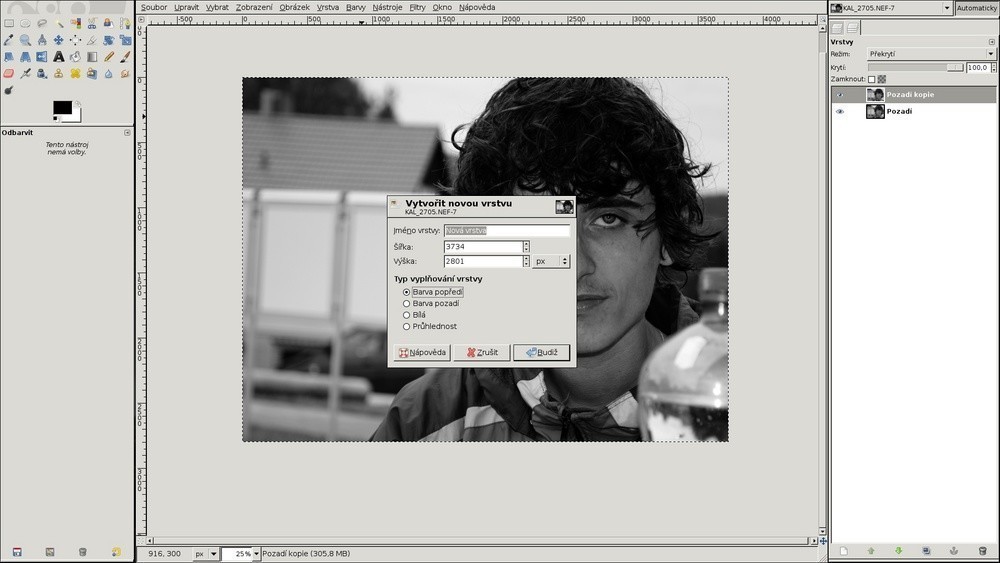 Soubor Upravit Vybrat Zobrazení Obrázek Vrstva Barvy Nástroje Filtry Okno Nápověda
KAL_2705.NEF-7
Automaticky
-500 0 500 1000 1500 2000 2500 3000 3500 4000
Vrstvy
Režim: Překrytí
Krytí: 100,0
Zamknout:
Pozadí kopie
Pozadí
Odbarvit
Tento nástroj
nemá volby.
Vytvořit novou vrstvu
KAL_2705.NEF-7
Jméno vrstvy: Nová vrstva
Šířka: 3734
Výška: 2801 px
Typ vyplňování vrstvy
Barva popředí
Barva pozadí
Bílá
Průhlednost
Nápověda Zrušit Budiž
916, 300 px 25% Pozadí kopie (305,8 MB)